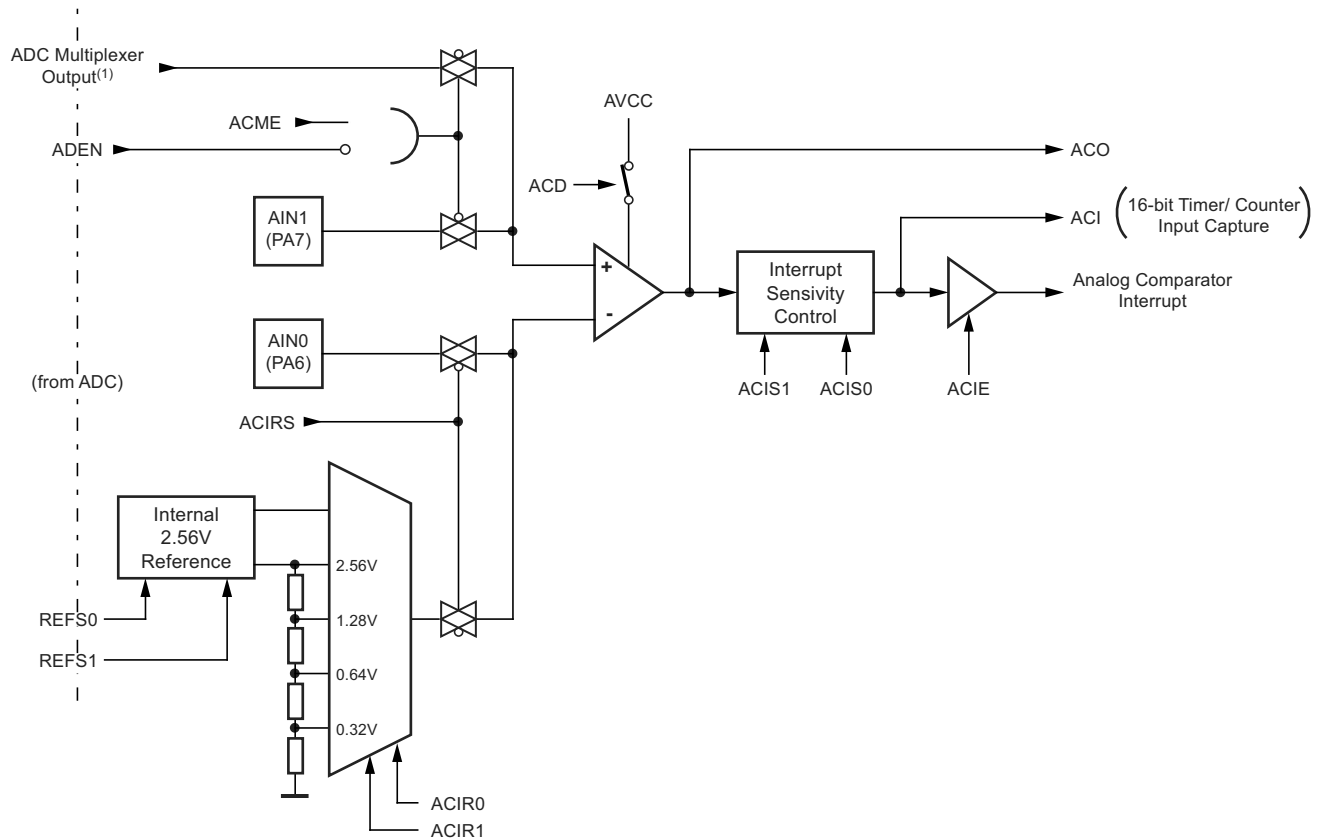 ADC Multiplexer
Output(1)
ACME
ADEN
AVCC
ACD
ACO
ACI
16-bit Timer/ Counter
Input Capture
AIN1
(PA7)
+
-
Interrupt
Sensivity
Control
Analog Comparator
Interrupt
AIN0
(PA6)
(from ADC)
ACIS1
ACIS0
ACIE
ACIRS
Internal
2.56V
Reference
2.56V
1.28V
0.64V
0.32V
REFS0
REFS1
ACIR0
ACIR1